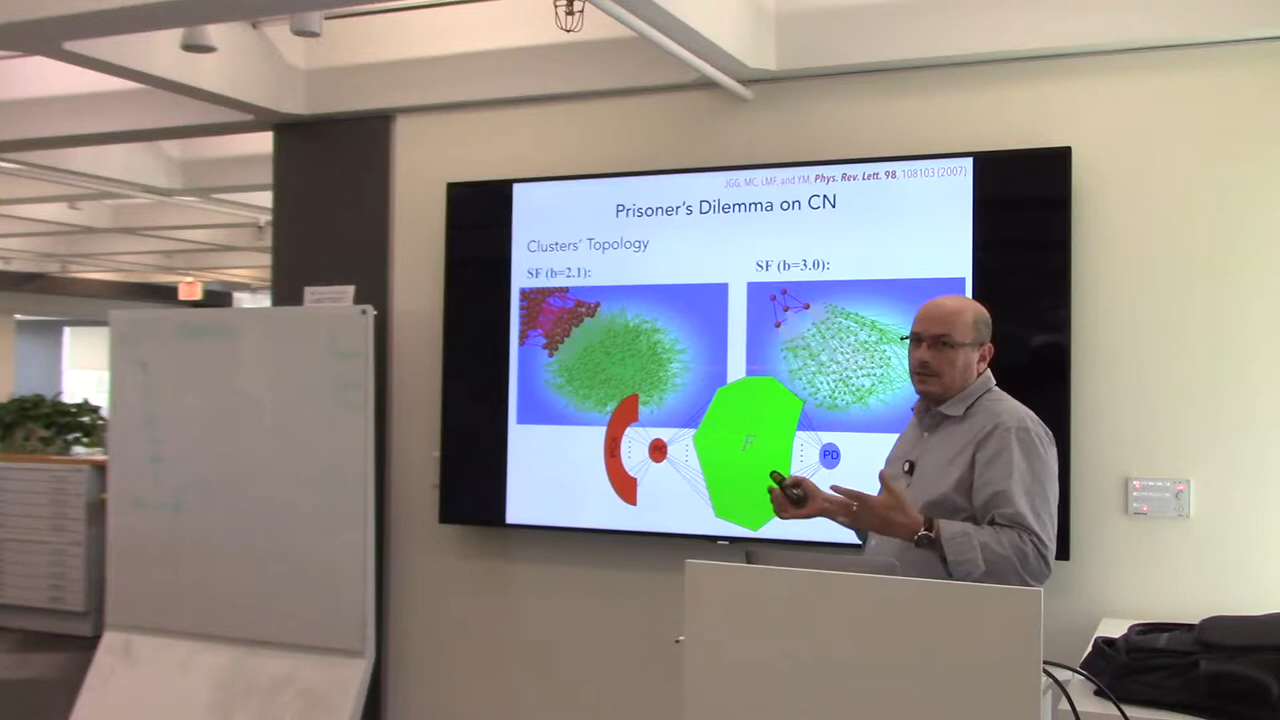 JGG, MC, LMF, and YM, Phys. Rev. Lett. 98, 108103 (2007)
Prisoner's Dilemma on CN
Clusters' Topology
SF (b=2.1):
SF (b=3.0):
F
PC
PD